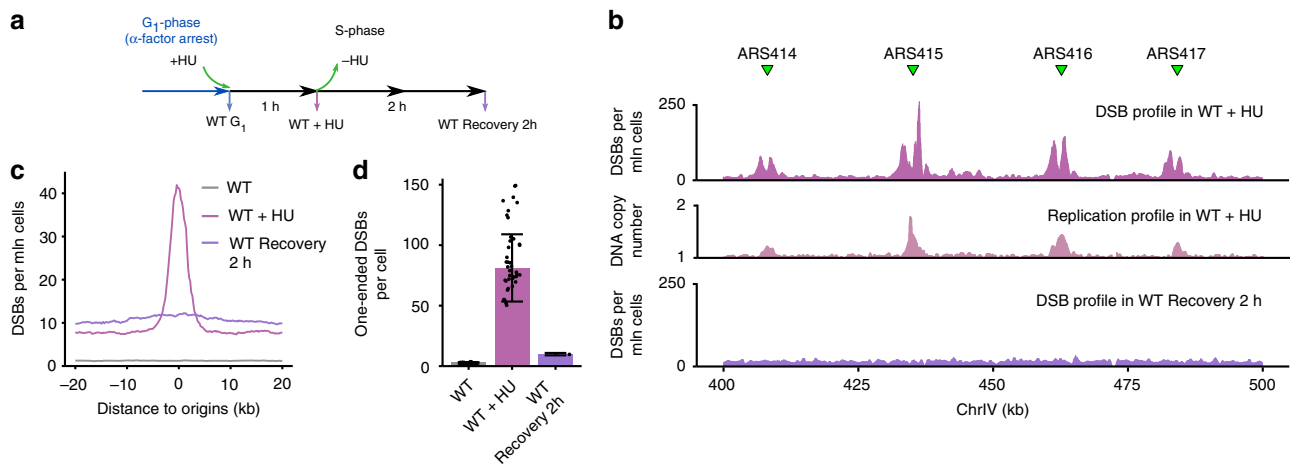 a
G1-phase
(α-factor arrest)
+HU
S-phase
–HU
1 h
2 h
WT G1
WT + HU
WT Recovery 2h
b
ARS414
ARS415
ARS416
ARS417
250
0
DSBs per
mln cells
DSB profile in WT + HU
2
1
DNA copy
number
Replication profile in WT + HU
250
0
DSBs per
mln cells
DSB profile in WT Recovery 2 h
400
425
450
475
500
ChrIV (kb)
c
DSBs per mln cells
40
30
20
10
0
WT
WT + HU
WT Recovery
2 h
–20
–10
0
10
20
Distance to origins (kb)
d
One-ended DSBs
per cell
150
100
50
0
WT
WT + HU
WT
Recovery 2h